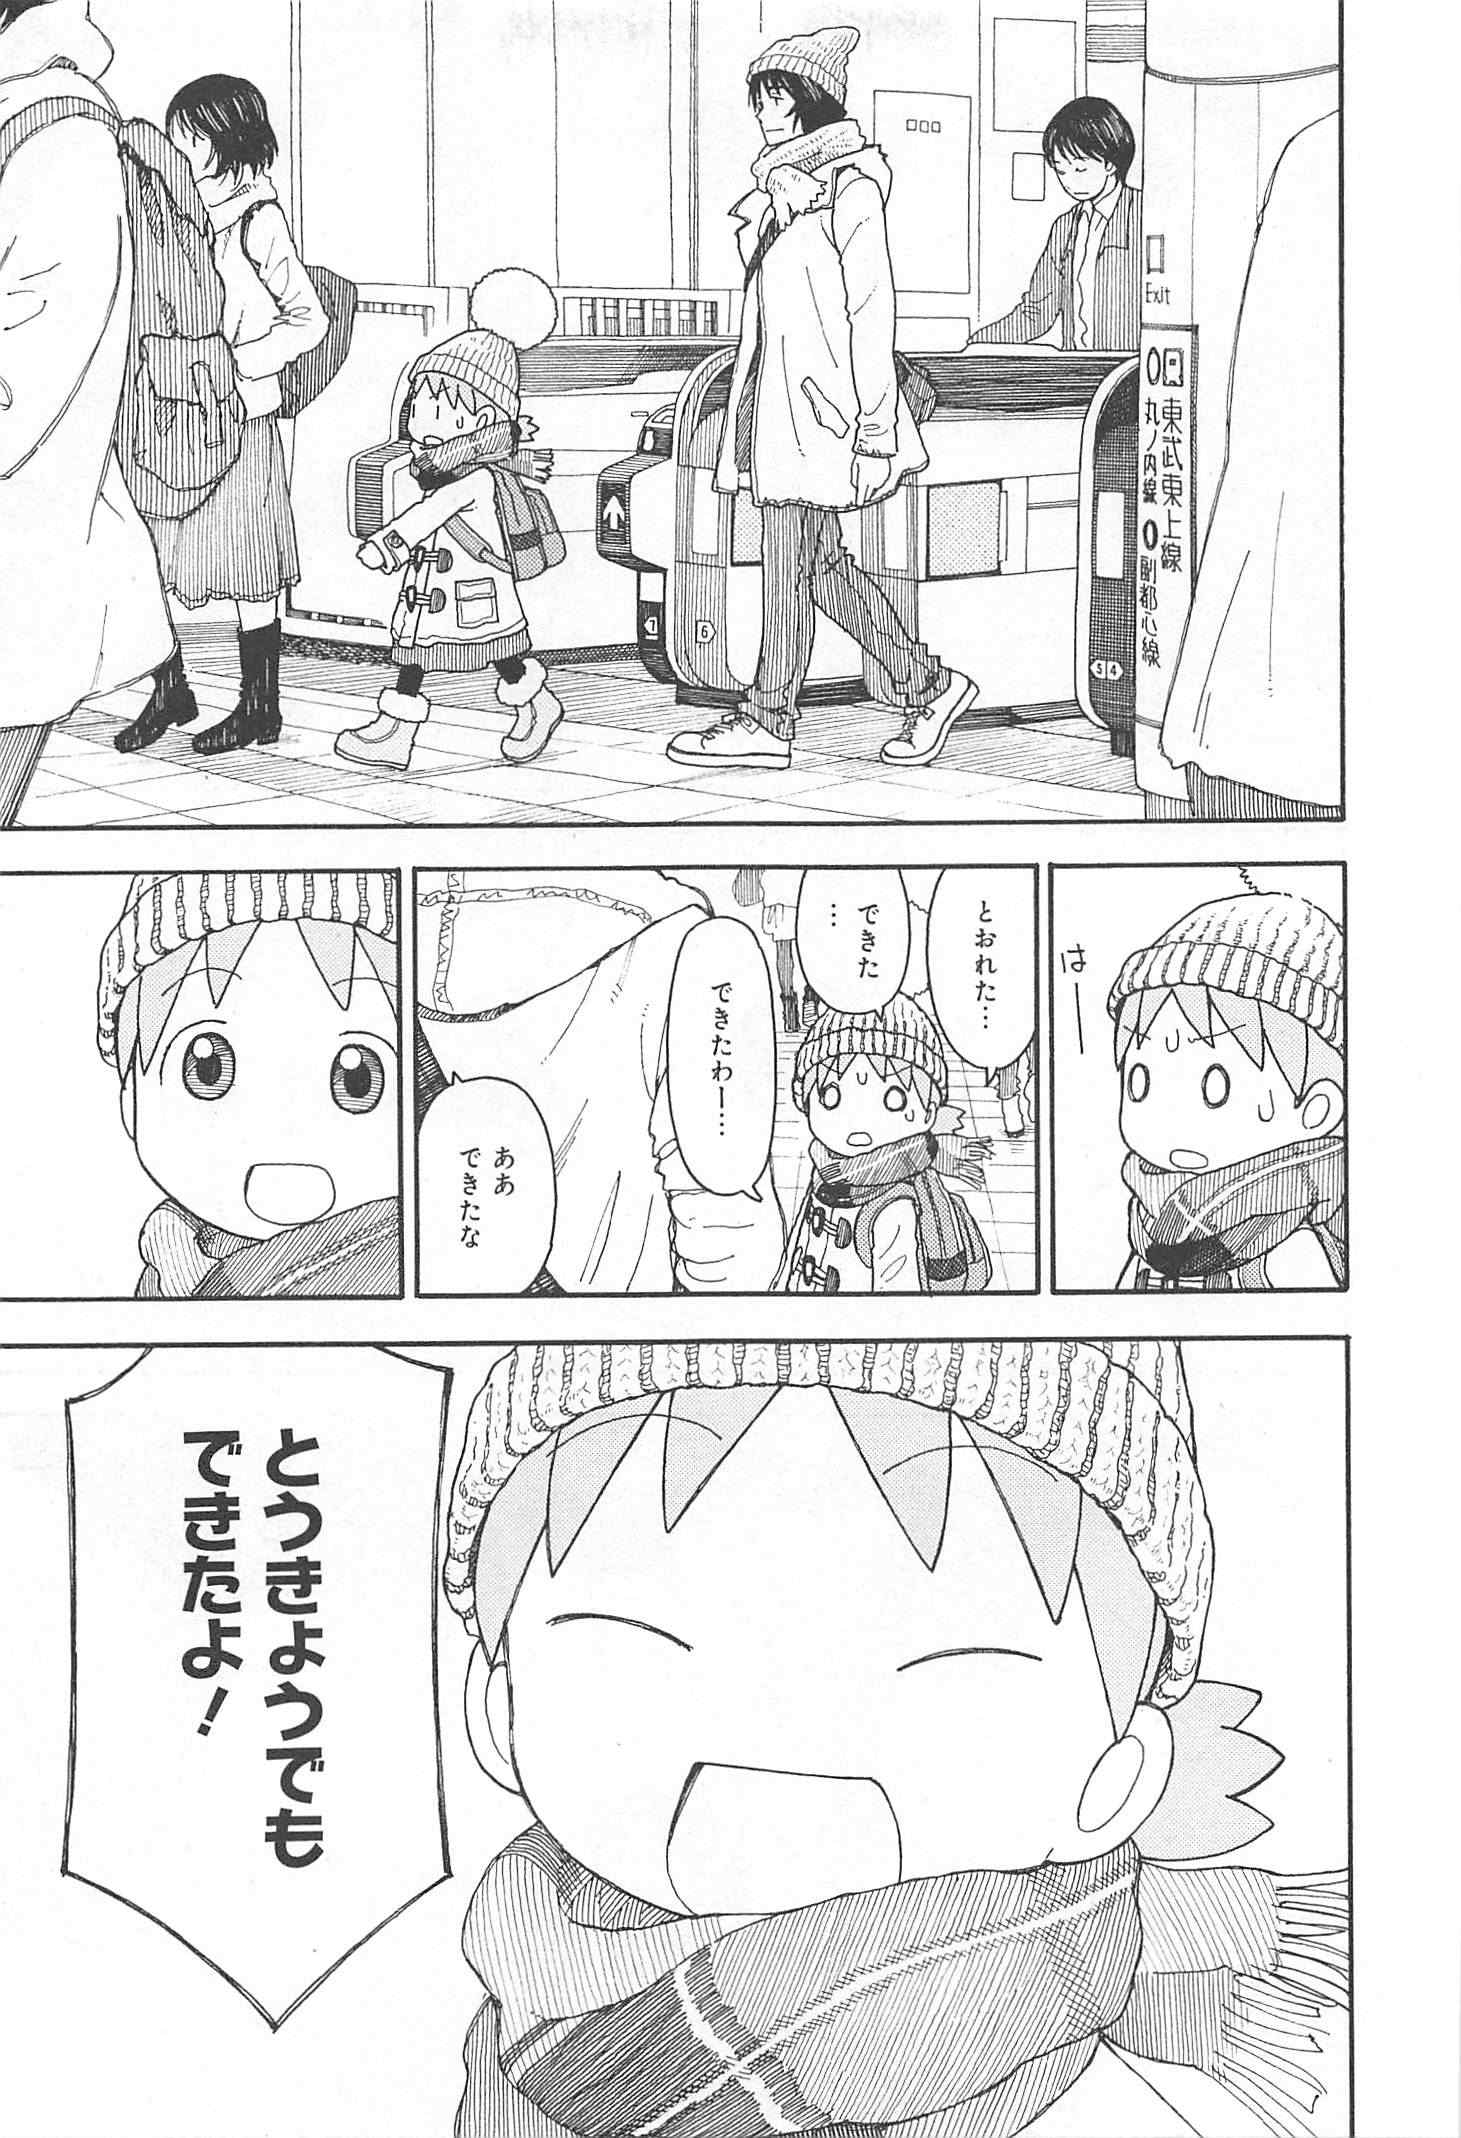 Exit
東武東上線
丸ノ内線 副都心線
7
6
5 4
はー
とおれた…
できた
…
できたわー…
ああ
できたな
とうきょうでも
できたよ！